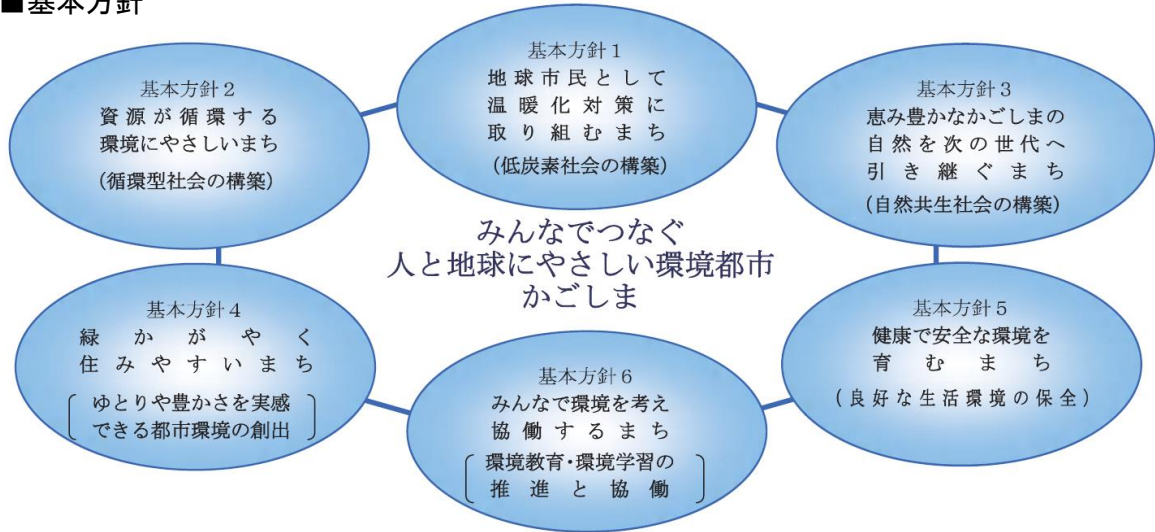 ■基本方針
基本方針1
地球市民として
温暖化対策に
取り組むまち
(低炭素社会の構築)
基本方針2
資源が循環する
環境にやさしいまち
(循環型社会の構築)
基本方針3
恵み豊かなかごしまの
自然を次の世代へ
引き継ぐまち
(自然共生社会の構築)
みんなでつなぐ
人と地球にやさしい環境都市
かごしま
基本方針4
緑かがやく
住みやすいまち
ゆとりや豊かさを実感
できる都市環境の創出
基本方針5
健康で安全な環境を
育むまち
(良好な生活環境の保全)
基本方針6
みんなで環境を考え
協働するまち
環境教育・環境学習の
推進と協働